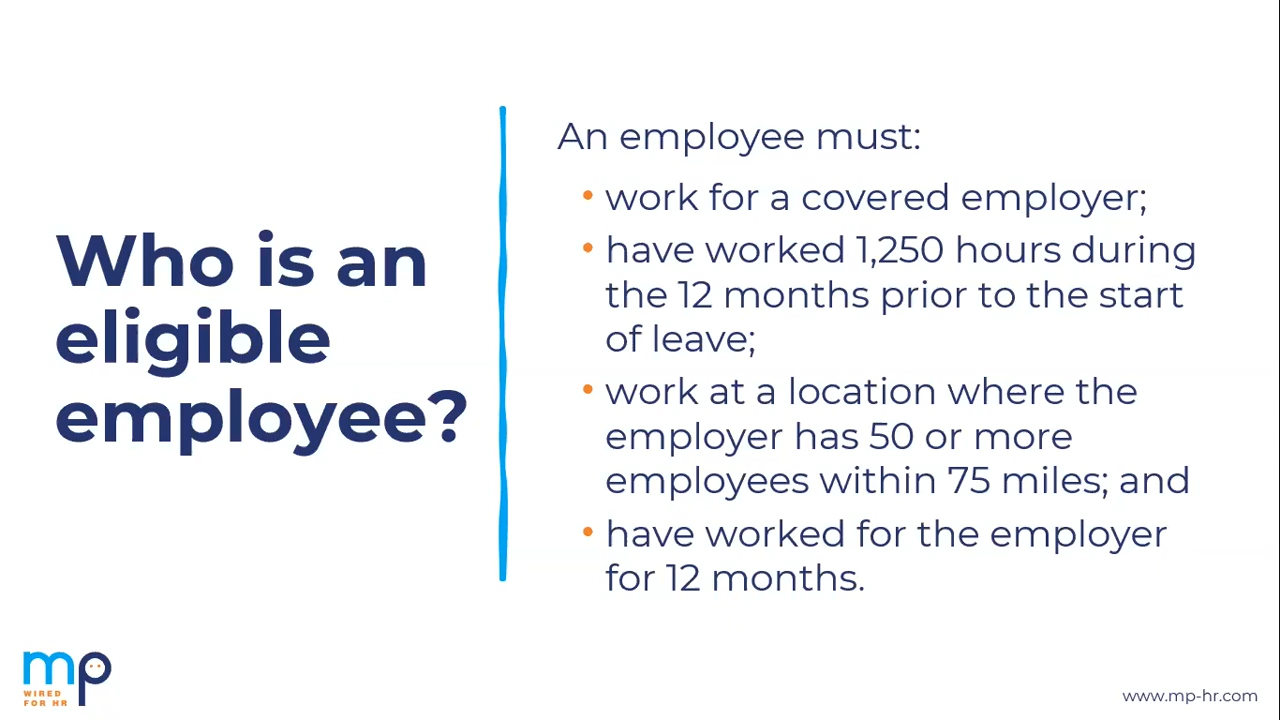 Who is an
eligible
employee?
An employee must:
• work for a covered employer;
• have worked 1,250 hours during
the 12 months prior to the start
of leave;
• work at a location where the
employer has 50 or more
employees within 75 miles; and
• have worked for the employer
for 12 months.
mp
WIRED
FOR HR
www.mp-hr.com